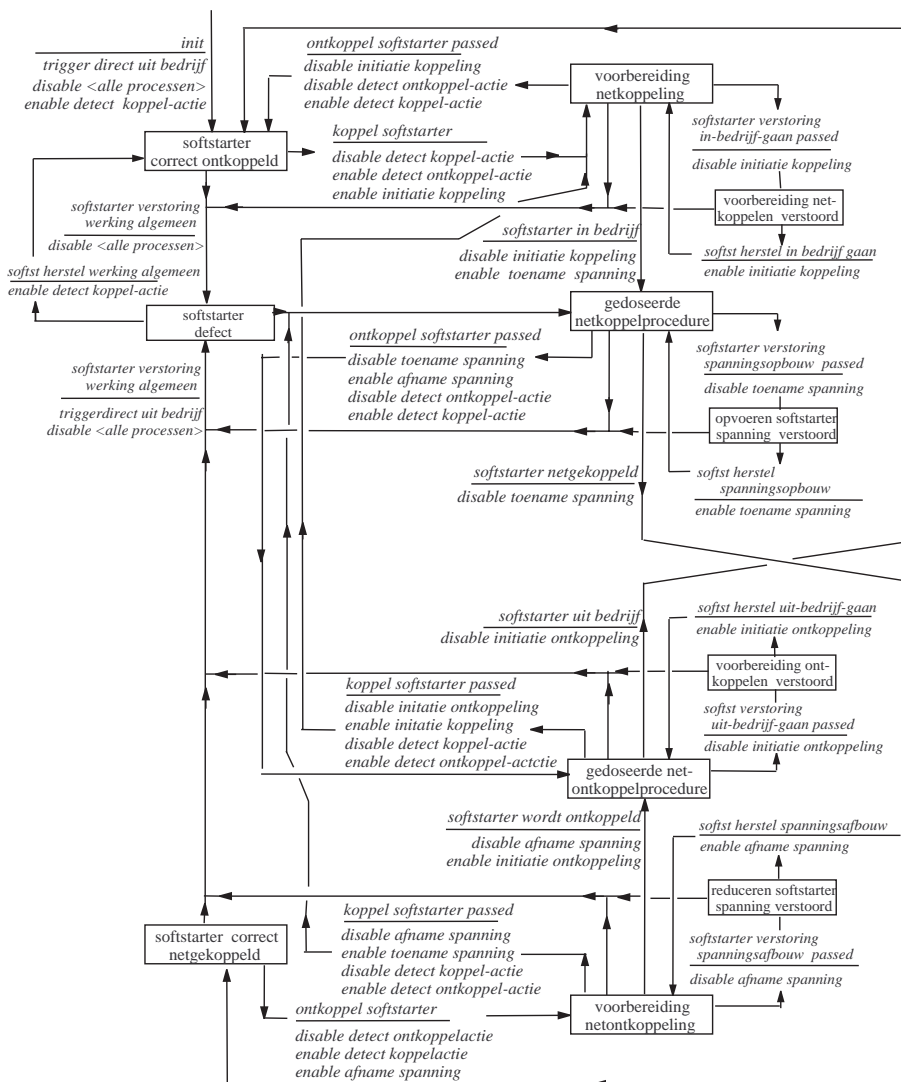 init
trigger direct uit bedrijf
disable <alle processen>
enable detect koppel-actie
ontkoppel softstarter passed
disable initiatie koppeling
disable detect ontkoppel-actie
enable detect koppel-actie
voorbereiding
netkoppeling
softstarter verstoring
in-bedrijf-gaan passed
disable initiatie koppeling
softstarter
correct ontkoppeld
koppel softstarter
disable detect koppel-actie
enable detect ontkoppel-actie
enable initiatie koppeling
voorbereiding net-
koppelen verstoord
softstarter verstoring
werking algemeen
disable <alle processen>
softstarter in bedrijf
disable initiatie koppeling
enable toename spanning
softst herstel in bedrijf gaan
enable initiatie koppeling
softst herstel werking algemeen
enable detect koppel-actie
softstarter
defect
gedoseerde
netkoppelprocedure
ontkoppel softstarter passed
disable toename spanning
enable afname spanning
disable detect ontkoppel-actie
enable detect koppel-actie
softstarter verstoring
spanningsopbouw passed
disable toename spanning
softstarter verstoring
werking algemeen
triggerdirect uit bedrijf
disable <alle processen>
opvoeren softstarter
spanning verstoord
softstarter netgekoppeld
disable toename spanning
softst herstel
spanningsopbouw
enable toename spanning
softstarter uit bedrijf
disable initiatie ontkoppeling
softst herstel uit-bedrijf-gaan
enable initiatie ontkoppeling
voorbereiding ont-
koppelen verstoord
koppel softstarter passed
disable initatie ontkoppeling
enable initatie koppeling
disable detect koppel-actie
enable detect ontkoppel-actctie
softst verstoring
uit-bedrijf-gaan passed
disable initiatie ontkoppeling
gedoseerde net-
ontkoppelprocedure
softstarter wordt ontkoppeld
disable afname spanning
enable initiatie ontkoppeling
softst herstel spanningsafbouw
enable afname spanning
reduceren softstarter
spanning verstoord
koppel softstarter passed
disable afname spanning
enable toename spanning
disable detect koppel-actie
enable detect ontkoppel-actie
softstarter correct
netgekoppeld
softstarter verstoring
spanningsafbouw passed
disable afname spanning
ontkoppel softstarter
disable detect ontkoppelactie
enable detect koppelactie
enable afname spanning
voorbereiding
netontkoppeling